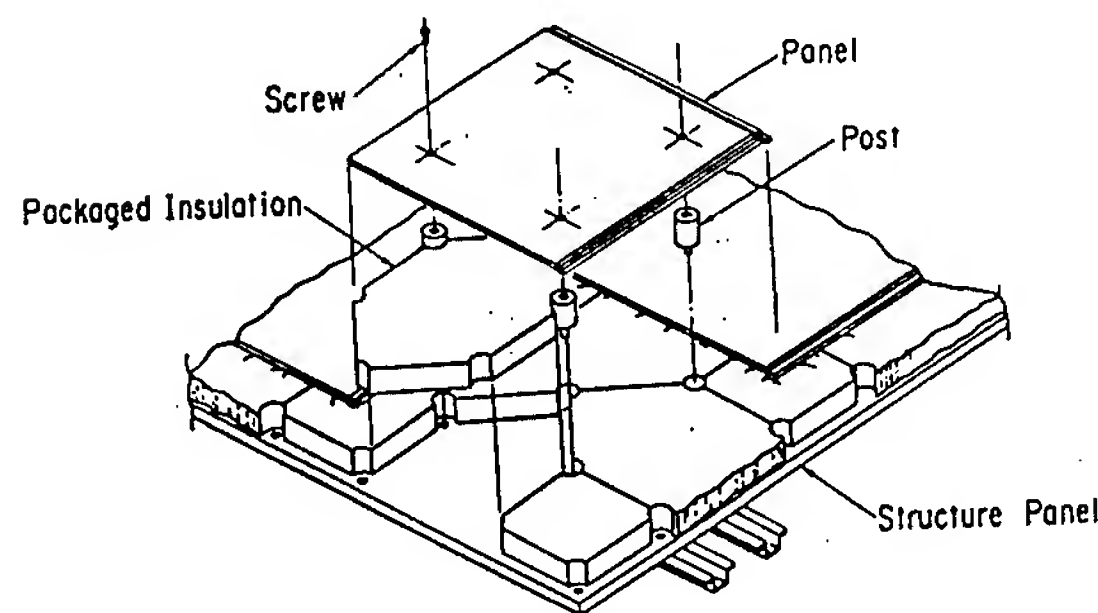 Panel
Screw
Post
Packaged Insulation
Structure Panel